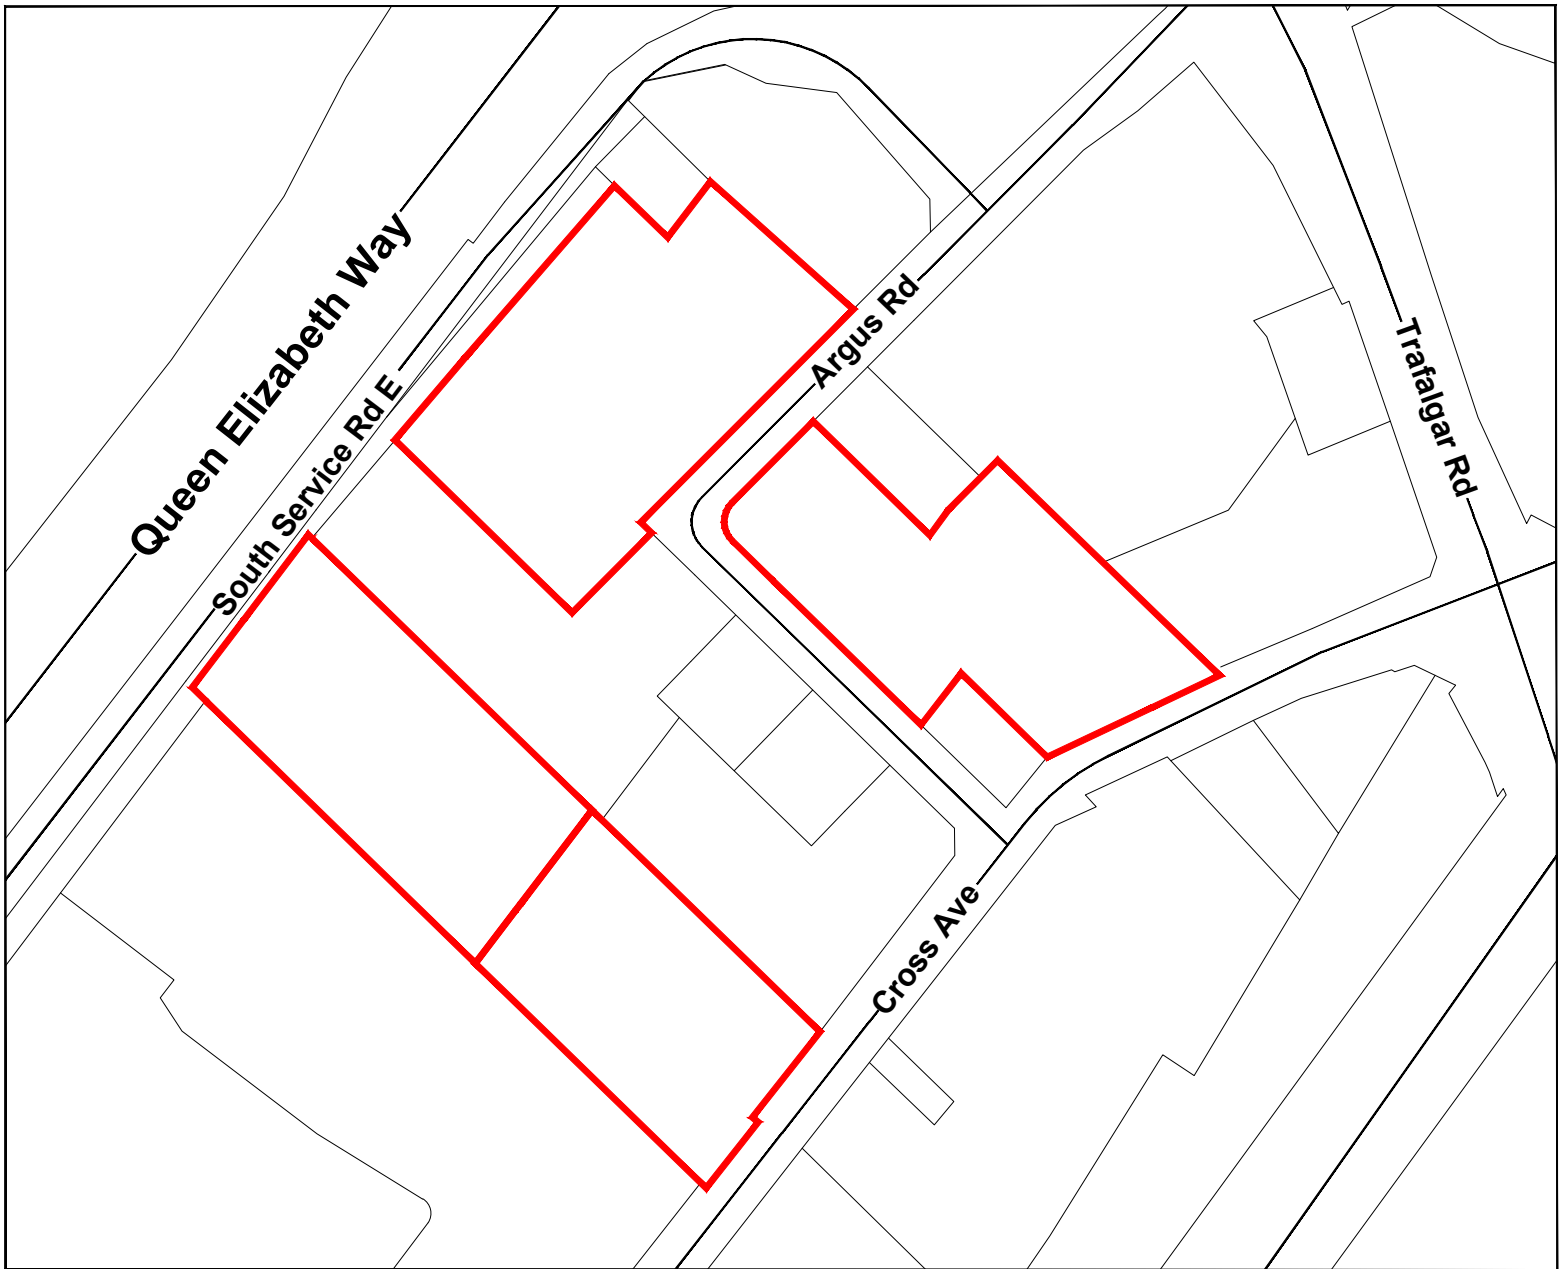 Queen Elizabeth Way
South Service Rd E
Argus Rd
Trafalgar Rd
Cross Ave